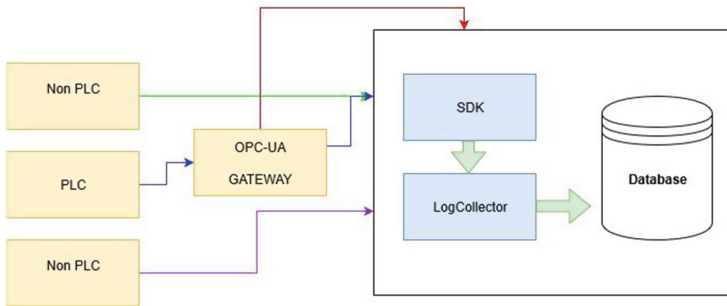 Non PLC
PLC
Non PLC
OPC-UA
GATEWAY
SDK
LogCollector
Database